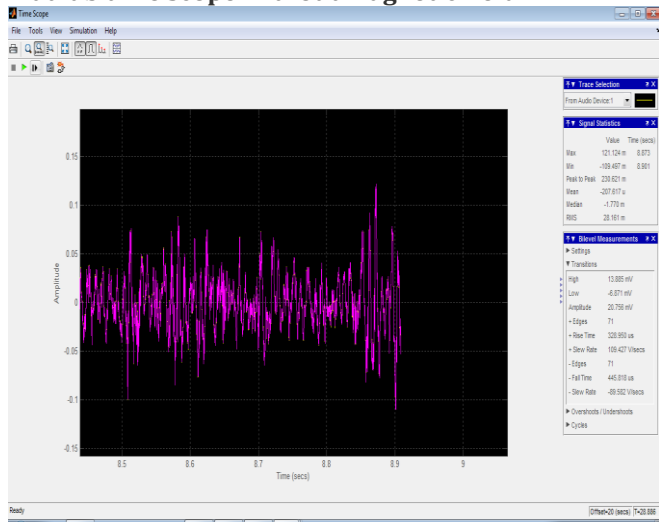 Time Scope
File Tools View Simulation Help
Trace Selection
From Audio Device:1
Signal Statistics
Value Time (secs)
Max 121.124 m 8.873
Min -109.497 m 8.901
Peak to Peak 230.621 m
Mean -207.617 u
Median -1.770 m
RMS 28.161 m
Bilevel Measurements
Settings
Transitions
High 13.885 mV
Low -6.871 mV
Amplitude 20.756 mV
+ Edges 71
+ Rise Time 328.950 us
+ Slew Rate 109.427 V/secs
- Edges 71
- Fall Time 445.818 us
- Slew Rate -89.582 V/secs
Overshoots / Undershoots
Cycles
0.15
0.1
0.05
0
-0.05
-0.1
-0.15
Amplitude
8.5 8.6 8.7 8.8 8.9 9
Time (secs)
Ready
Offset=20 (secs) T=28.886